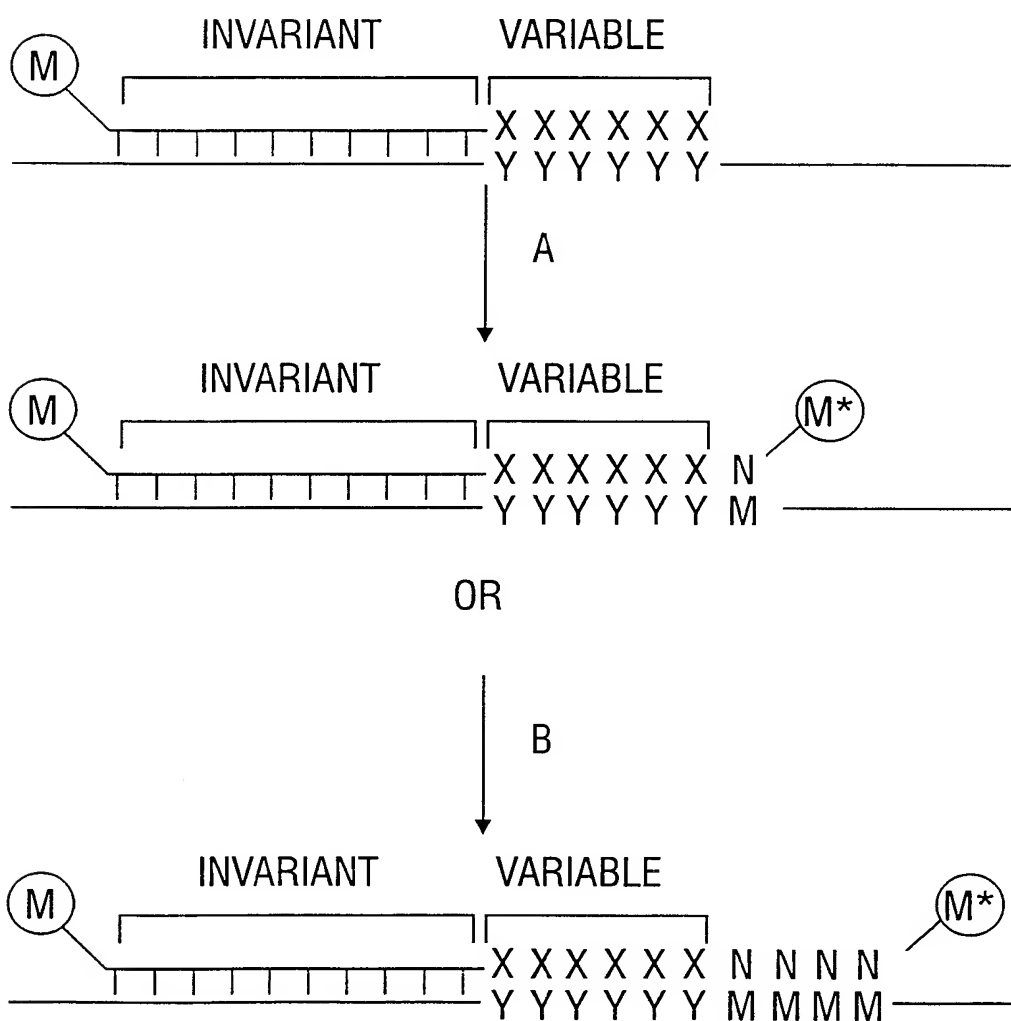 INVARIANT VARIABLE
M
X X X X X X
Y Y Y Y Y Y
A
INVARIANT VARIABLE
M M*
X X X X X X N
Y Y Y Y Y Y M
OR
B
INVARIANT VARIABLE
M M*
X X X X X X N N N N
Y Y Y Y Y Y M M M M